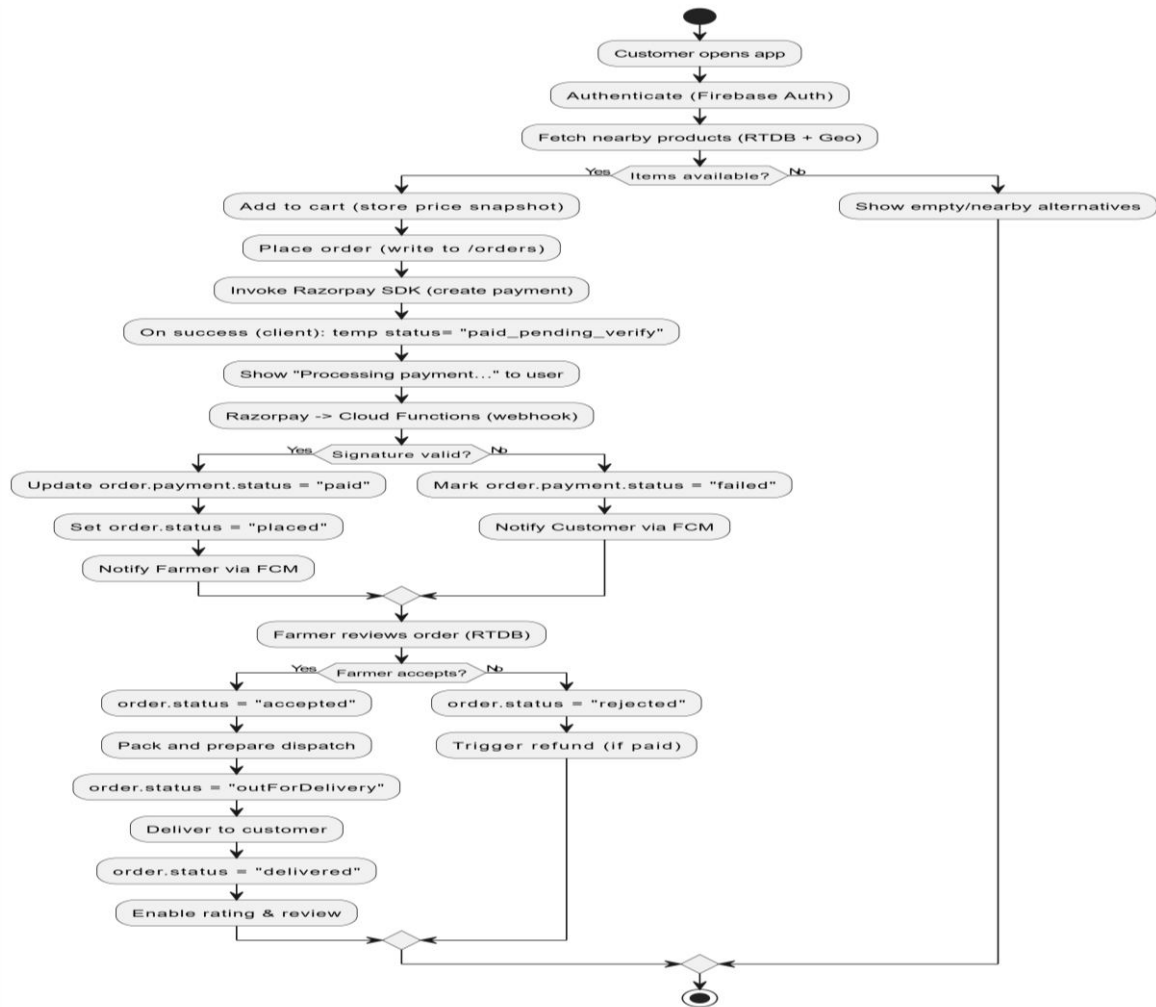 Customer opens app
Authenticate (Firebase Auth)
Fetch nearby products (RTDB + Geo)
Yes
Items available?
No
Add to cart (store price snapshot)
Show empty/nearby alternatives
Place order (write to /orders)
Invoke Razorpay SDK (create payment)
On success (client): temp status= "paid_pending_verify"
Show "Processing payment..." to user
Razorpay -> Cloud Functions (webhook)
Yes
Signature valid?
No
Update order.payment.status = "paid"
Mark order.payment.status = "failed"
Set order.status = "placed"
Notify Customer via FCM
Notify Farmer via FCM
Farmer reviews order (RTDB)
Yes
Farmer accepts?
No
order.status = "accepted"
order.status = "rejected"
Pack and prepare dispatch
Trigger refund (if paid)
order.status = "outForDelivery"
Deliver to customer
order.status = "delivered"
Enable rating & review